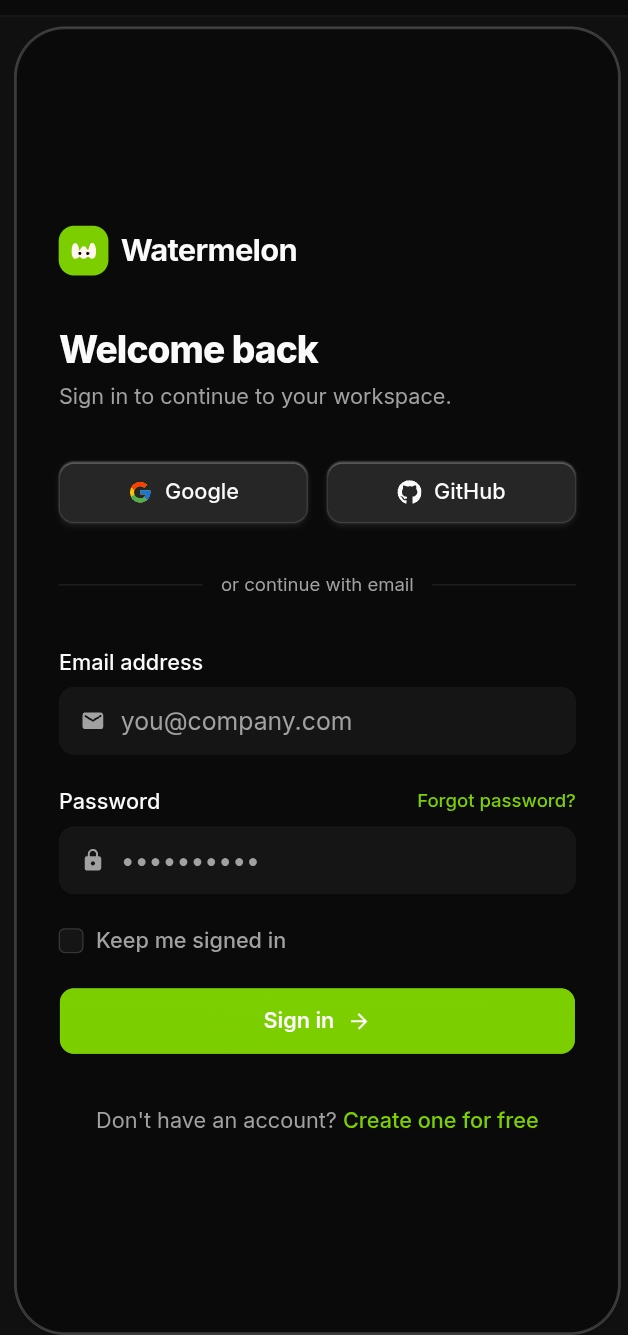 Watermelon
Welcome back
Sign in to continue to your workspace.
Google
GitHub
or continue with email
Email address
you@company.com
Password
Forgot password?
••••••••••
Keep me signed in
Sign in →
Don't have an account? Create one for free